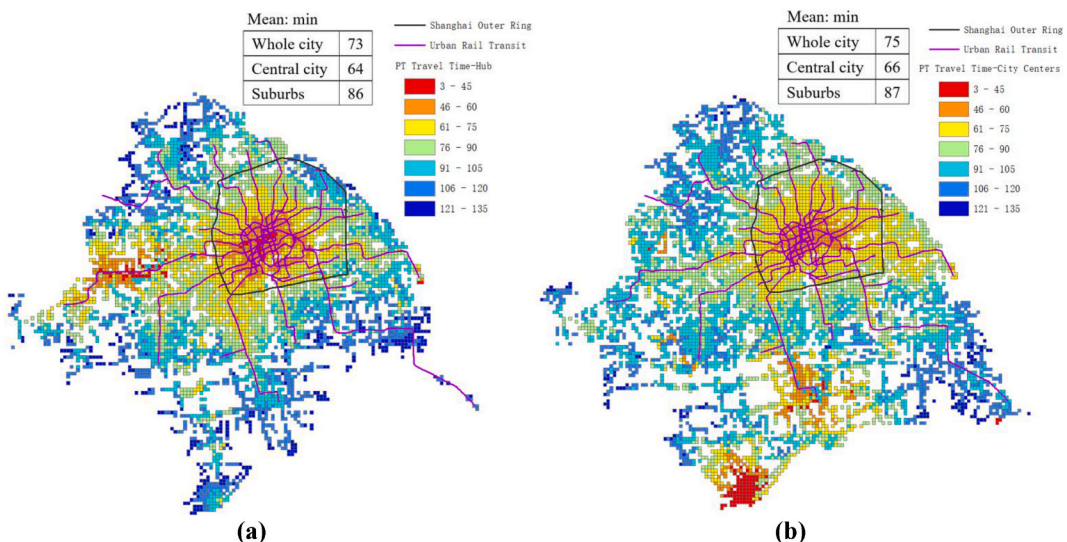 Mean: min
Whole city 73
Central city 64
Suburbs 86
Shanghai Outer Ring
Urban Rail Transit
PT Travel Time-Hub
3 - 45
46 - 60
61 - 75
76 - 90
91 - 105
106 - 120
121 - 135
(a)
Mean: min
Whole city 75
Central city 66
Suburbs 87
Shanghai Outer Ring
Urban Rail Transit
PT Travel Time-City Centers
3 - 45
46 - 60
61 - 75
76 - 90
91 - 105
106 - 120
121 - 135
(b)